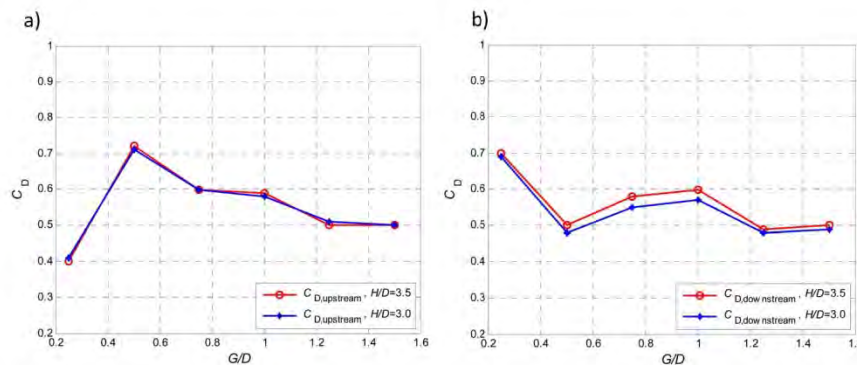 a)
1
0.9
0.8
0.7
0.6
0.5
0.4
0.3
0.2
C D
0.2 0.4 0.6 0.8 1 1.2 1.4 1.6
G/D
C D,upstream, H/D=3.5
C D,upstream, H/D=3.0
b)
1
0.9
0.8
0.7
0.6
0.5
0.4
0.3
0.2
C D
0.2 0.4 0.6 0.8 1.0 1.2 1.4 1.6
G/D
C D,dow nstream, H/D=3.5
C D,dow nstream, H/D=3.0